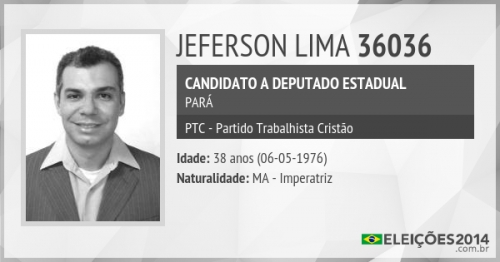 JEFERSON LIMA 36036
CANDIDATO A DEPUTADO ESTADUAL
PARÁ
PTC - Partido Trabalhista Cristão
Idade: 38 anos (06-05-1976)
Naturalidade: MA - Imperatriz
ELEIÇÕES2014
.com.br